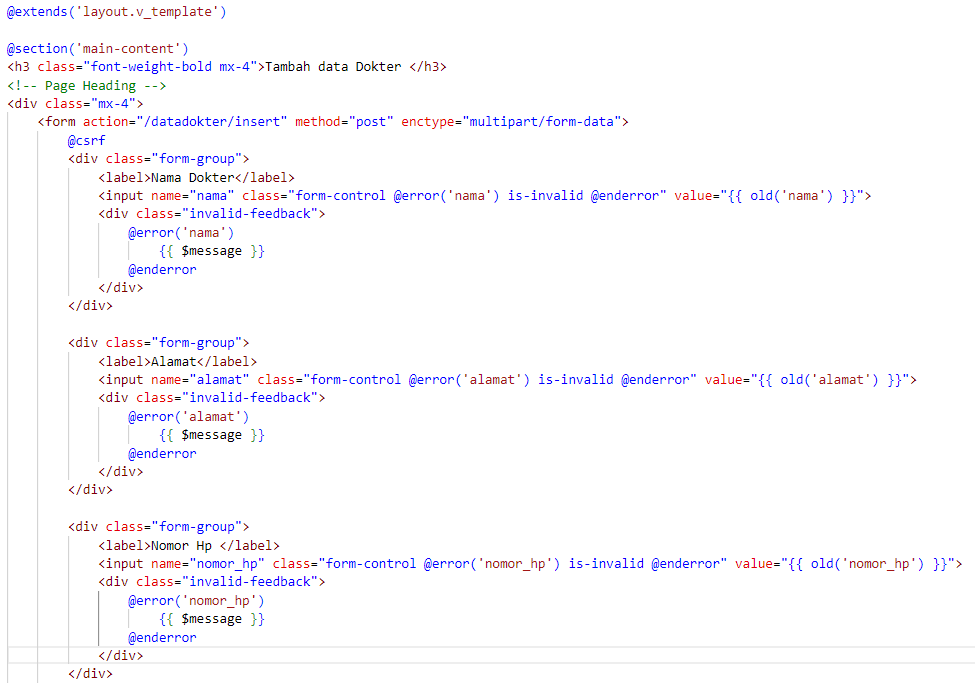 @extends('layout.v_template')

@section('main-content')
<h3 class="font-weight-bold mx-4">Tambah data Dokter </h3>
<!-- Page Heading -->
<div class="mx-4">
    <form action="/datadokter/insert" method="post" enctype="multipart/form-data">
        @csrf
        <div class="form-group">
            <label>Nama Dokter</label>
            <input name="nama" class="form-control @error('nama') is-invalid @enderror" value="{{ old('nama') }}">
            <div class="invalid-feedback">
                @error('nama')
                    {{ $message }}
                @enderror
            </div>
        </div>

        <div class="form-group">
            <label>Alamat</label>
            <input name="alamat" class="form-control @error('alamat') is-invalid @enderror" value="{{ old('alamat') }}">
            <div class="invalid-feedback">
                @error('alamat')
                    {{ $message }}
                @enderror
            </div>
        </div>

        <div class="form-group">
            <label>Nomor Hp </label>
            <input name="nomor_hp" class="form-control @error('nomor_hp') is-invalid @enderror" value="{{ old('nomor_hp') }}">
            <div class="invalid-feedback">
                @error('nomor_hp')
                    {{ $message }}
                @enderror
            </div>
        </div>